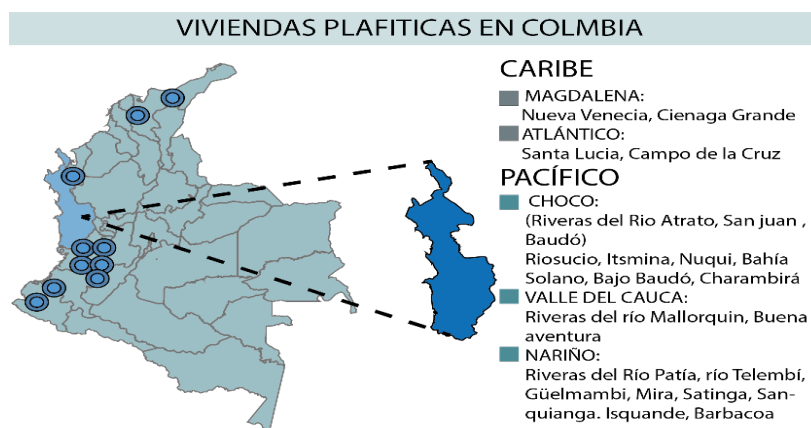 VIVIENDAS PLAFITICAS EN COLMBIA
CARIBE
MAGDALENA:
Nueva Venecia, Cienaga Grande
ATLÁNTICO:
Santa Lucia, Campo de la Cruz
PACÍFICO
CHOCO:
(Riveras del Rio Atrato, San juan ,
Baudó)
Riosucio, Itsmina, Nuqui, Bahía
Solano, Bajo Baudó, Charambirá
VALLE DEL CAUCA:
Riveras del río Mallorquin, Buena
aventura
NARIÑO:
Riveras del Río Patía, río Telembí,
Güelmambi, Mira, Satinga, San-
quianga. Isquande, Barbacoa